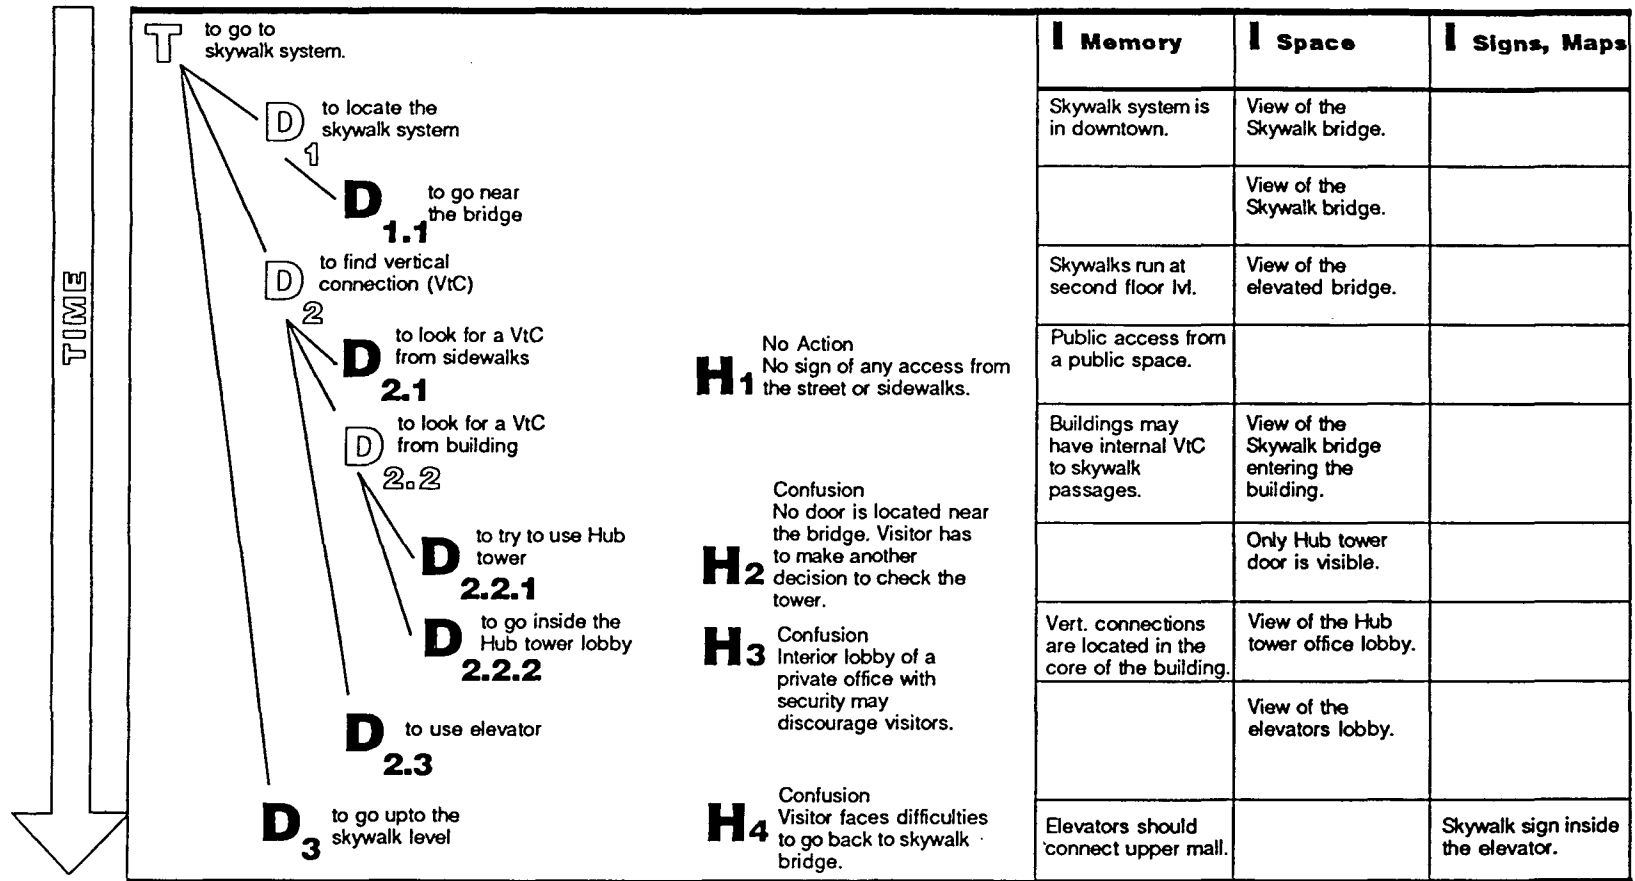 TIME
T to go to
skywalk system.
I Memory
I Space
I Signs, Maps
D1 to locate the
skywalk system
Skywalk system is
in downtown.
View of the
Skywalk bridge.
D1.1 to go near
the bridge
View of the
Skywalk bridge.
D2 to find vertical
connection (VtC)
Skywalks run at
second floor lvl.
View of the
elevated bridge.
D2.1 to look for a VtC
from sidewalks
H1 No Action
No sign of any access from
the street or sidewalks.
Public access from
a public space.
D2.2 to look for a VtC
from building
Buildings may
have internal VtC
to skywalk
passages.
View of the
Skywalk bridge
entering the
building.
D2.2.1 to try to use Hub
tower
H2 Confusion
No door is located near
the bridge. Visitor has
to make another
decision to check the
tower.
Only Hub tower
door is visible.
D2.2.2 to go inside the
Hub tower lobby
H3 Confusion
Interior lobby of a
private office with
security may
discourage visitors.
Vert. connections
are located in the
core of the building.
View of the Hub
tower office lobby.
D2.3 to use elevator
View of the
elevators lobby.
D3 to go upto the
skywalk level
H4 Confusion
Visitor faces difficulties
to go back to skywalk
bridge.
Elevators should
connect upper mall.
Skywalk sign inside
the elevator.